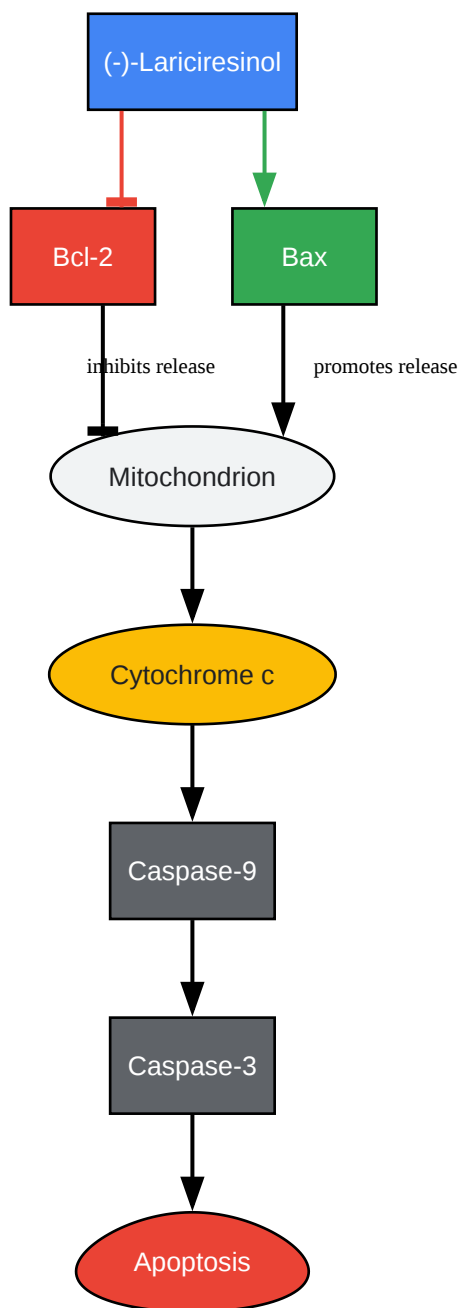 (-)-Lariciresinol
Bcl-2
Bax
inhibits release
promotes release
Mitochondrion
Cytochrome c
Caspase-9
Caspase-3
Apoptosis